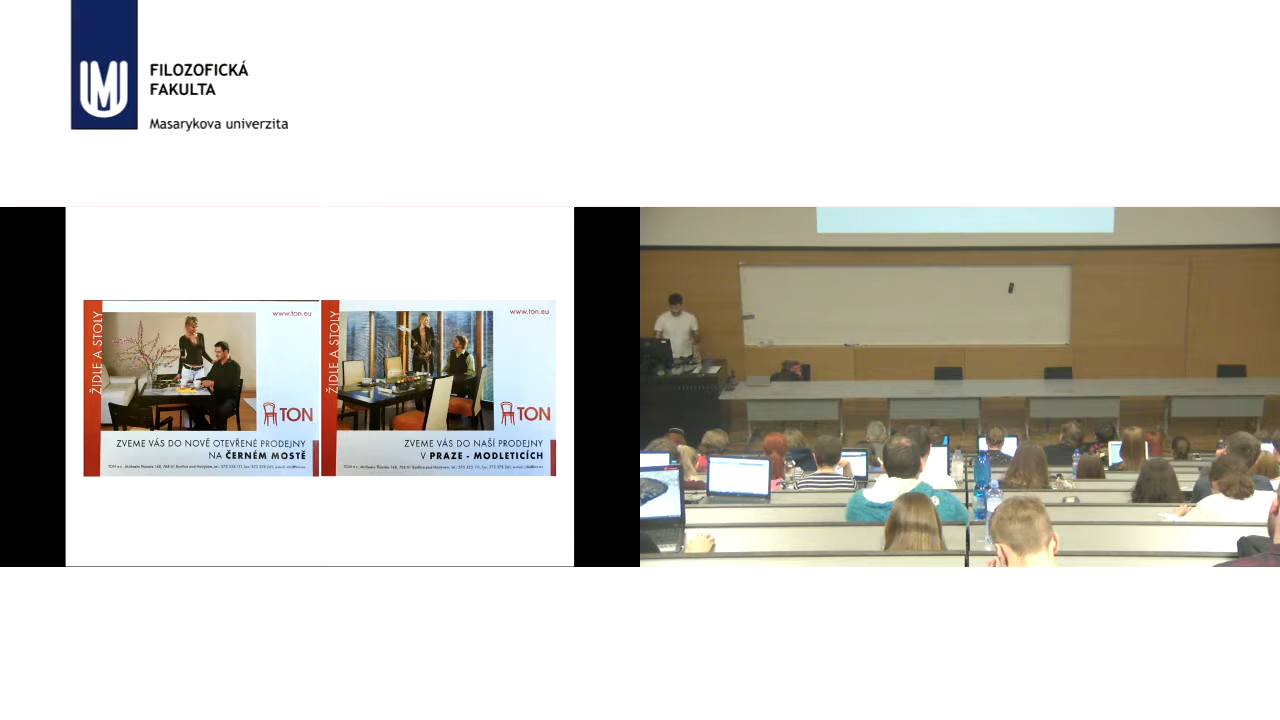 FILOZOFICKÁ
FAKULTA
Masarykova univerzita
ŽIDLE A STOLY
www.ton.eu
TON
ZVEME VÁS DO NOVĚ OTEVŘENÉ PRODEJNY
NA ČERNÉM MOSTĚ
ŽIDLE A STOLY
www.ton.eu
TON
ZVEME VÁS DO NAŠÍ PRODEJNY
V PRAZE - MODLETICÍCH